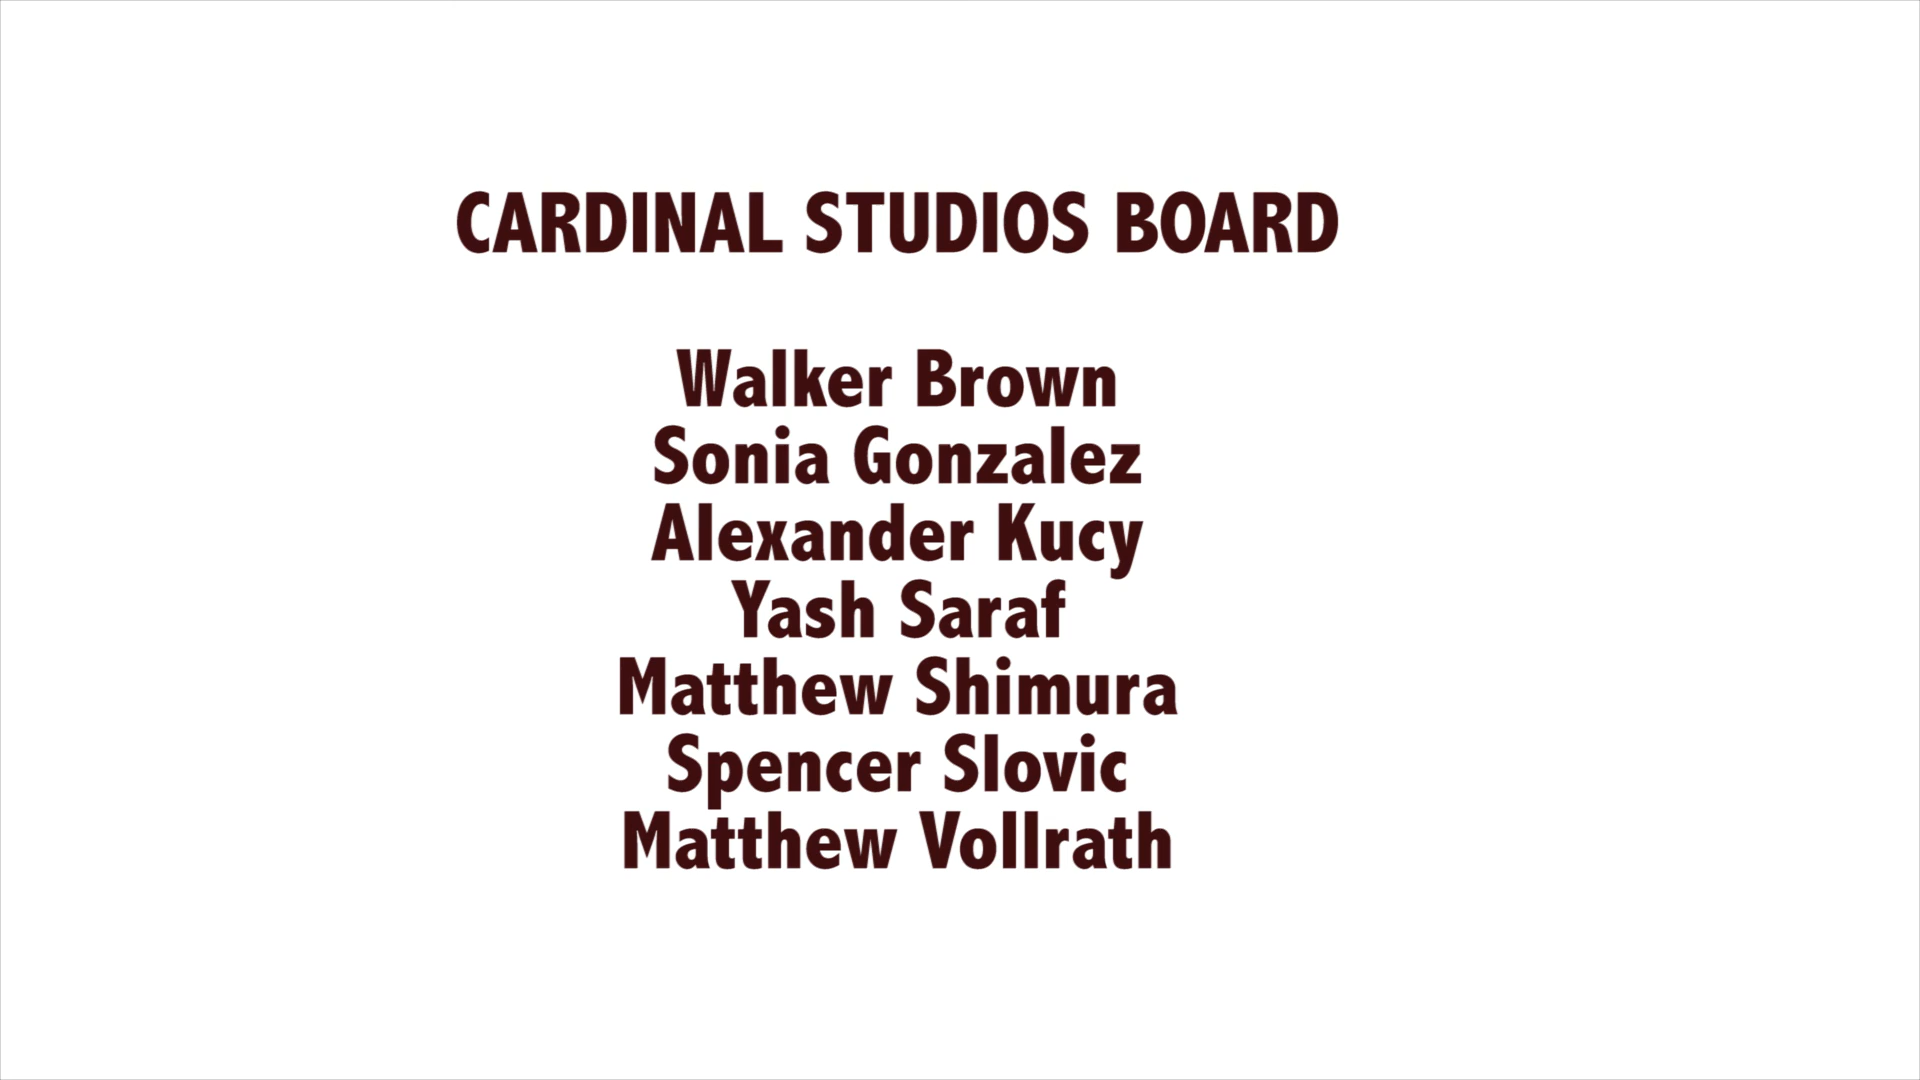 CARDINAL STUDIOS BOARD
Walker Brown
Sonia Gonzalez
Alexander Kucy
Yash Saraf
Matthew Shimura
Spencer Slovic
Matthew Vollrath